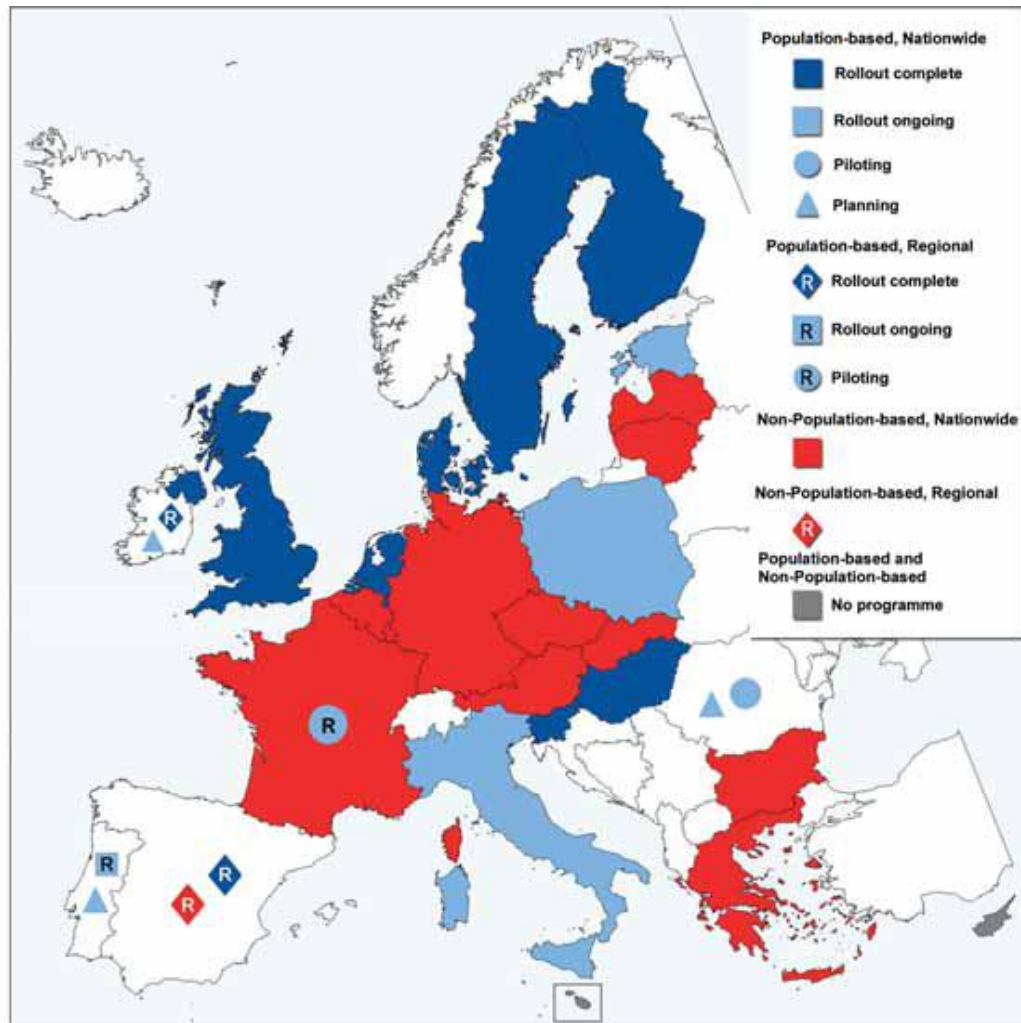 Population-based, Nationwide
Rollout complete
Rollout ongoing
Piloting
Planning
Population-based, Regional
R Rollout complete
R Rollout ongoing
R Piloting
Non-Population-based, Nationwide
Non-Population-based, Regional
R
Population-based and
Non-Population-based
No programme
R
R
R
R
R